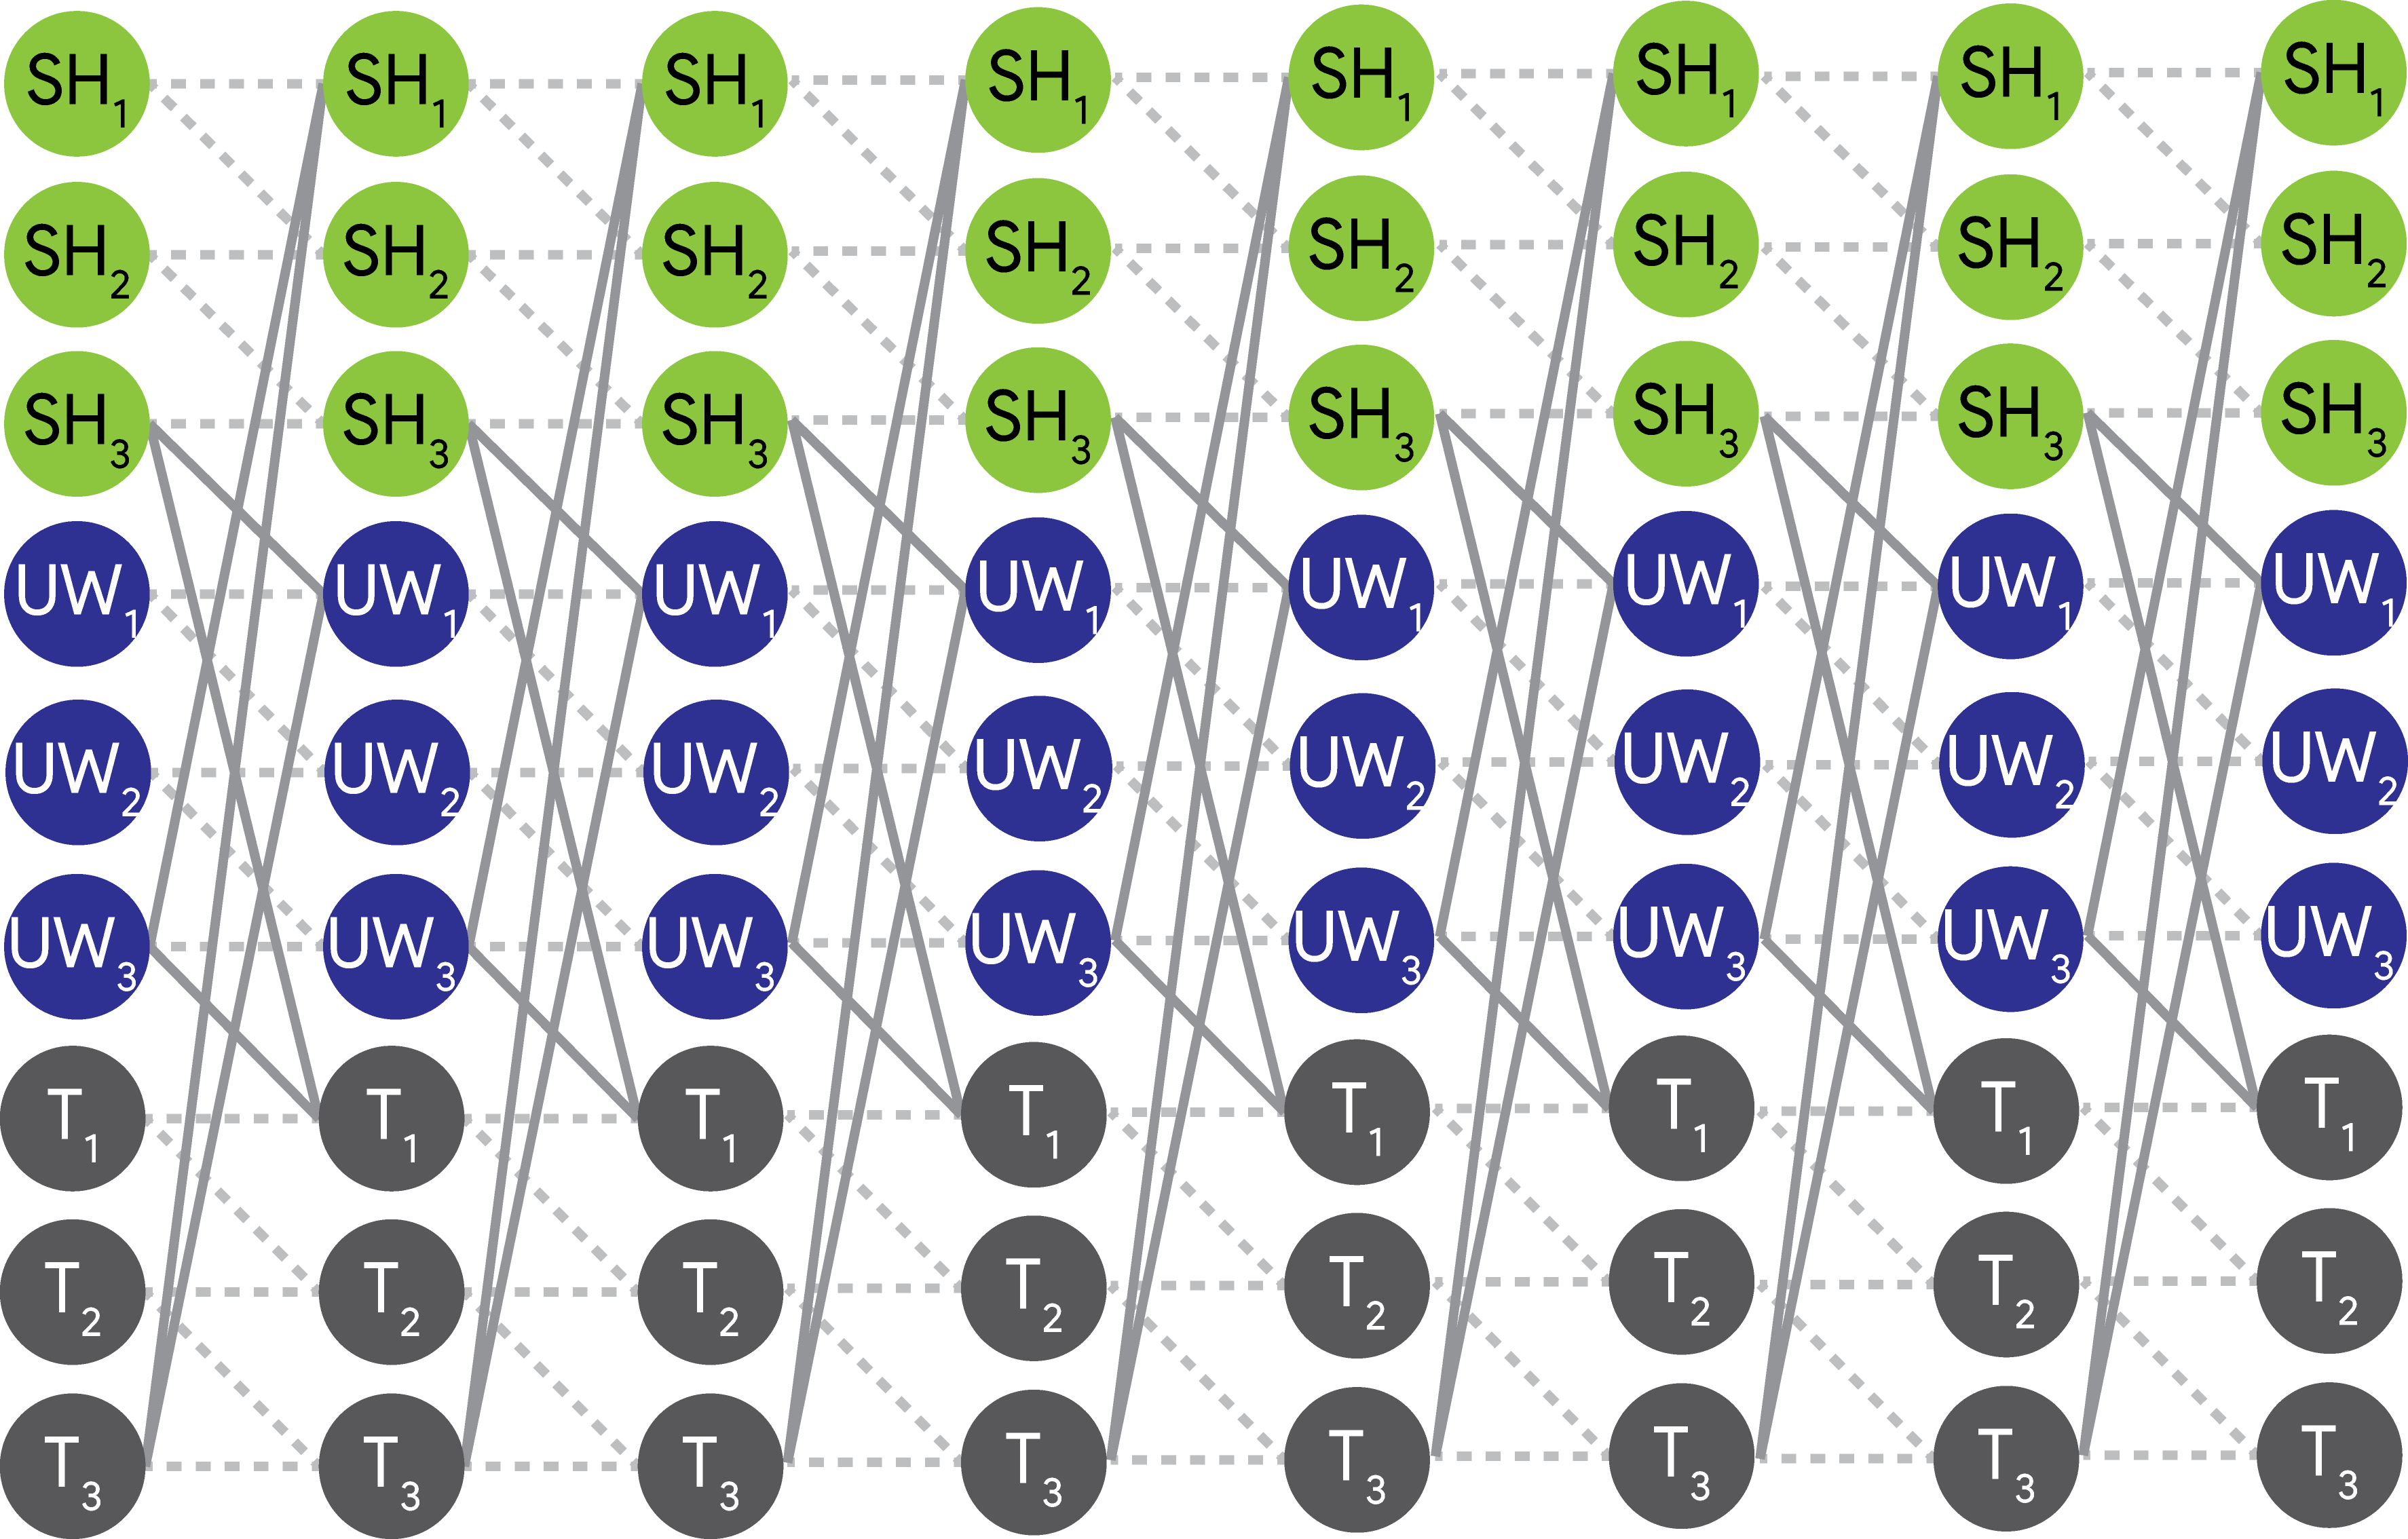 SH1 SH1 SH1 SH1 SH1 SH1 SH1 SH1
SH2 SH2 SH2 SH2 SH2 SH2 SH2 SH2
SH3 SH3 SH3 SH3 SH3 SH3 SH3 SH3
UW1 UW1 UW1 UW1 UW1 UW1 UW1 UW1
UW2 UW2 UW2 UW2 UW2 UW2 UW2 UW2
UW3 UW3 UW3 UW3 UW3 UW3 UW3 UW3
T1 T1 T1 T1 T1 T1 T1 T1
T2 T2 T2 T2 T2 T2 T2 T2
T3 T3 T3 T3 T3 T3 T3 T3